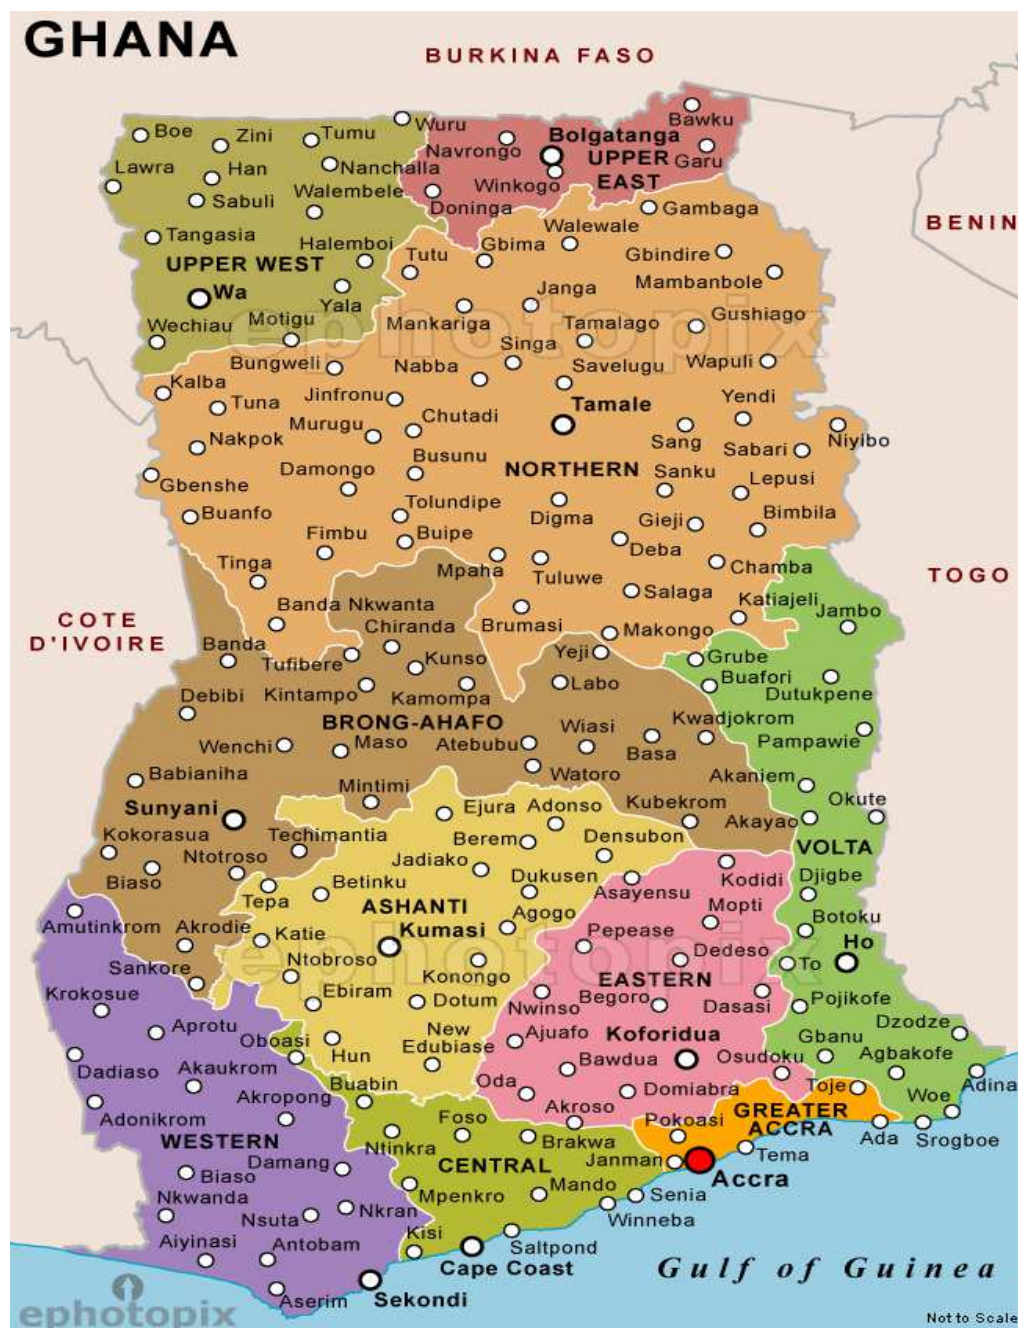 GHANA
BURKINA FASO
Boe
Zini
Tumu
Wuru
Bawku
Navrongo
Bolgatanga
Lawra
Han
Nanchalla
UPPER
EAST
Garu
Winkogo
Sabuli
Walembele
Doninga
Gambaga
BENIN
Tangasia
Halemboi
Tutu
Gbima
Walewale
Gbindire
UPPER WEST
Mambanbole
Wa
Yala
Janga
Wechiau
Motigu
Mankariga
Tamalago
Gushiago
ephotopix
Singa
Bungweli
Nabba
Savelugu
Wapuli
Kalba
Tuna
Jinfronu
Chutadi
Tamale
Yendi
Murugu
Nakpok
Sang
Sabari
Niyibo
Damongo
Busunu
NORTHERN
Sanku
Gbenshe
Lepusi
Buanfo
Tolundipe
Digma
Gieji
Bimbila
Fimbu
Buipe
Deba
Tinga
Mpaha
Tuluwe
Chamba
TOGO
Salaga
Katiajeli
Banda
Nkwanta
Jambo
COTE
D'IVOIRE
Chiranda
Brumasi
Makongo
Banda
Tufibere
Kunso
Yeji
Grube
Buafori
Debibi
Kintampo
Kamompa
Labo
Dutukpene
BRONG-AHAFO
Wiasi
Kwadjokrom
Wenchi
Maso
Atebubu
Basa
Pampawie
Babianiha
Mintimi
Watoro
Akaniem
Sunyani
Ejura
Adonso
Kubekrom
Okute
Kokorasua
Techimantia
Berem
Densubon
Akayao
Ntotroso
Jadiako
VOLTA
Biaso
Betinku
Dukusen
Asayensu
Kodidi
Djigbe
Tepa
ASHANTI
Amutinkrom
Akrodie
Katie
Kumasi
Agogo
Mopti
Botoku
Pepease
Dedeso
Ho
ephotopix
Sankore
Ntobroso
Konongo
EASTERN
To
Krokosue
Ebiram
Dotum
Nwinso
Begoro
Dasasi
Pojikofe
Aprotu
Oboasi
New
Edubiase
Ajuafo
Koforidua
Gbanu
Dzodze
Hun
Dadiaso
Akaukrom
Bawdua
Osudoku
Agbakofe
Buabin
Oda
Domiabra
Toje
Adina
Adonikrom
Akropong
Foso
Akroso
Pokoasi
GREATER
ACCRA
Woe
WESTERN
Ntinkra
Brakwa
Ada
Srogboe
Damang
CENTRAL
Janman
Tema
Biaso
Accra
Nkwanda
Mpenkro
Mando
Senia
Nsuta
Nkran
Winneba
Aiyinasi
Antobam
Kisi
Saltpond
Cape Coast
Gulf of Guinea
Aserim
Sekondi
ephotopix
Not to Scale